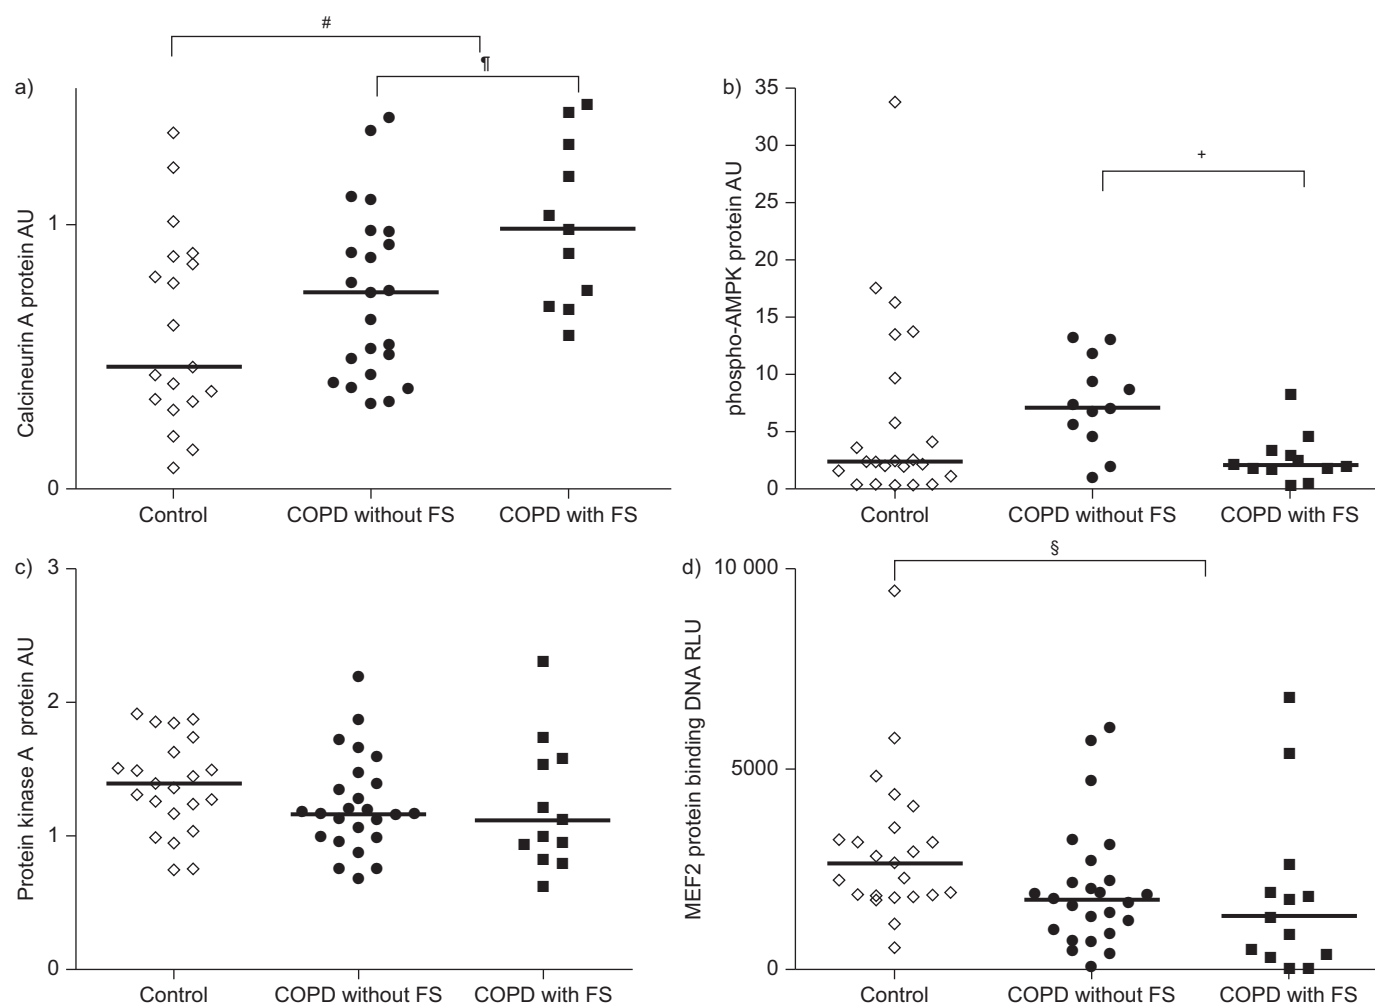 #
¶
a)
Calcineurin A protein AU
1
0
Control
COPD without FS
COPD with FS
b)
phospho-AMPK protein AU
35
30
25
20
15
10
5
0
+
Control
COPD without FS
COPD with FS
c)
Protein kinase A protein AU
3
2
1
0
Control
COPD without FS
COPD with FS
d)
MEF2 protein binding DNA RLU
10 000
5000
0
§
Control
COPD without FS
COPD with FS